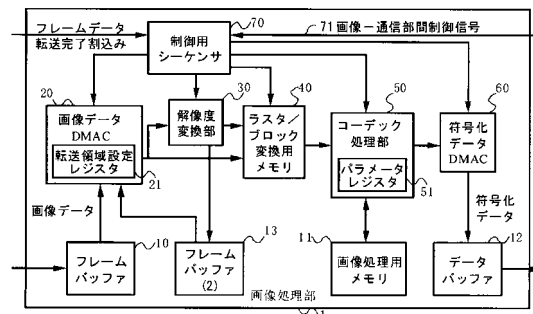 フレームデータ
転送完了割込み
70
制御用
シーケンサ
71画像－通信部間制御信号
20
画像データ
DMAC
転送領域設定
レジスタ
21
30
解像度
変換部
40
ラスタ／
ブロック
変換用
メモリ
50
コーデック
処理部
パラメータ
レジスタ
51
60
符号化
データ
DMAC
画像データ
符号化
データ
10
フレーム
バッファ
13
フレーム
バッファ
(2)
11
画像処理用
メモリ
12
データ
バッファ
画像処理部
1